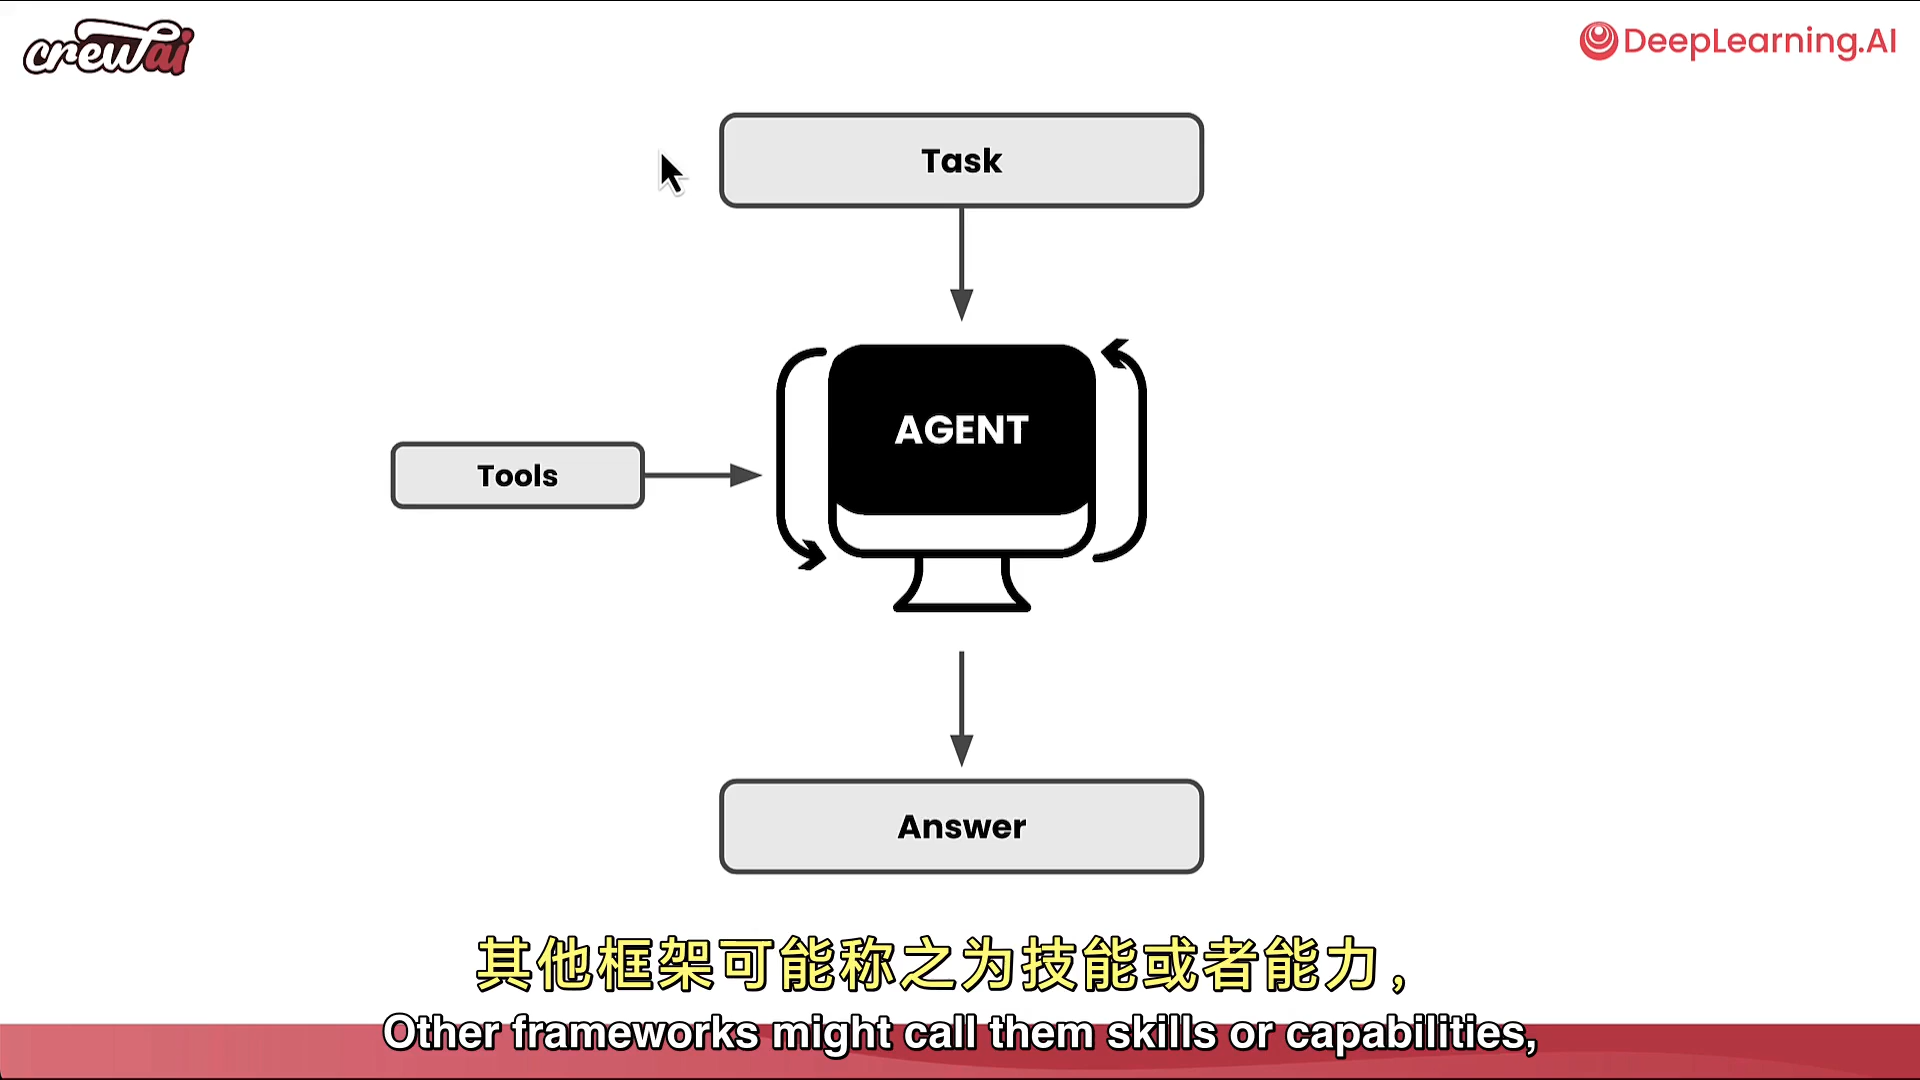 crewai
DeepLearning.AI
Task
AGENT
Tools
Answer
其他框架可能称之为技能或者能力，
Other frameworks might call them skills or capabilities,